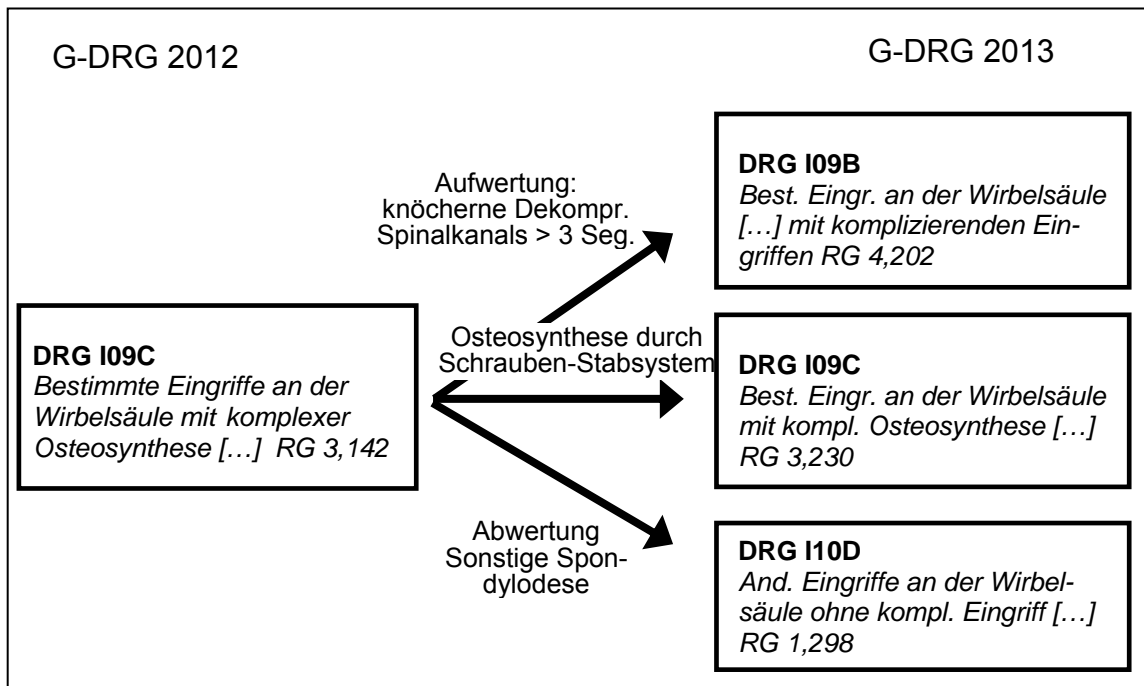 G-DRG 2012
G-DRG 2013
Aufwertung:
knöcherne Dekompr.
Spinalkanals > 3 Seg.
DRG I09B
Best. Eingr. an der Wirbelsäule
[…] mit komplizierenden Ein-
griffen RG 4,202
DRG I09C
Bestimmte Eingriffe an der
Wirbelsäule mit komplexer
Osteosynthese […] RG 3,142
Osteosynthese durch
Schrauben-Stabsystem
DRG I09C
Best. Eingr. an der Wirbelsäule
mit kompl. Osteosynthese […]
RG 3,230
Abwertung
Sonstige Spon-
dylodese
DRG I10D
And. Eingriffe an der Wirbel-
säule ohne kompl. Eingriff […]
RG 1,298